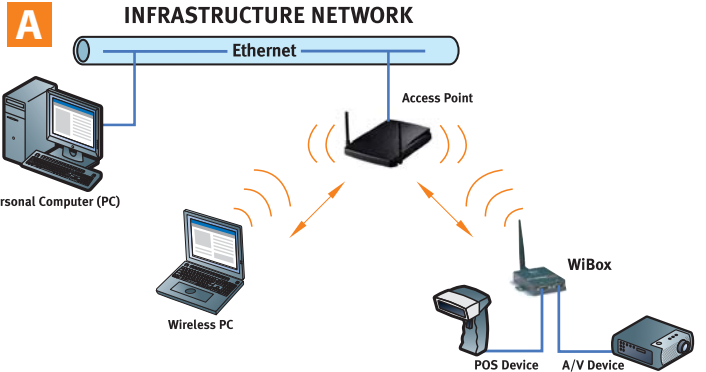 A
INFRASTRUCTURE NETWORK
Ethernet
Access Point
rsonal Computer (PC)
WiBox
Wireless PC
POS Device
A/V Device